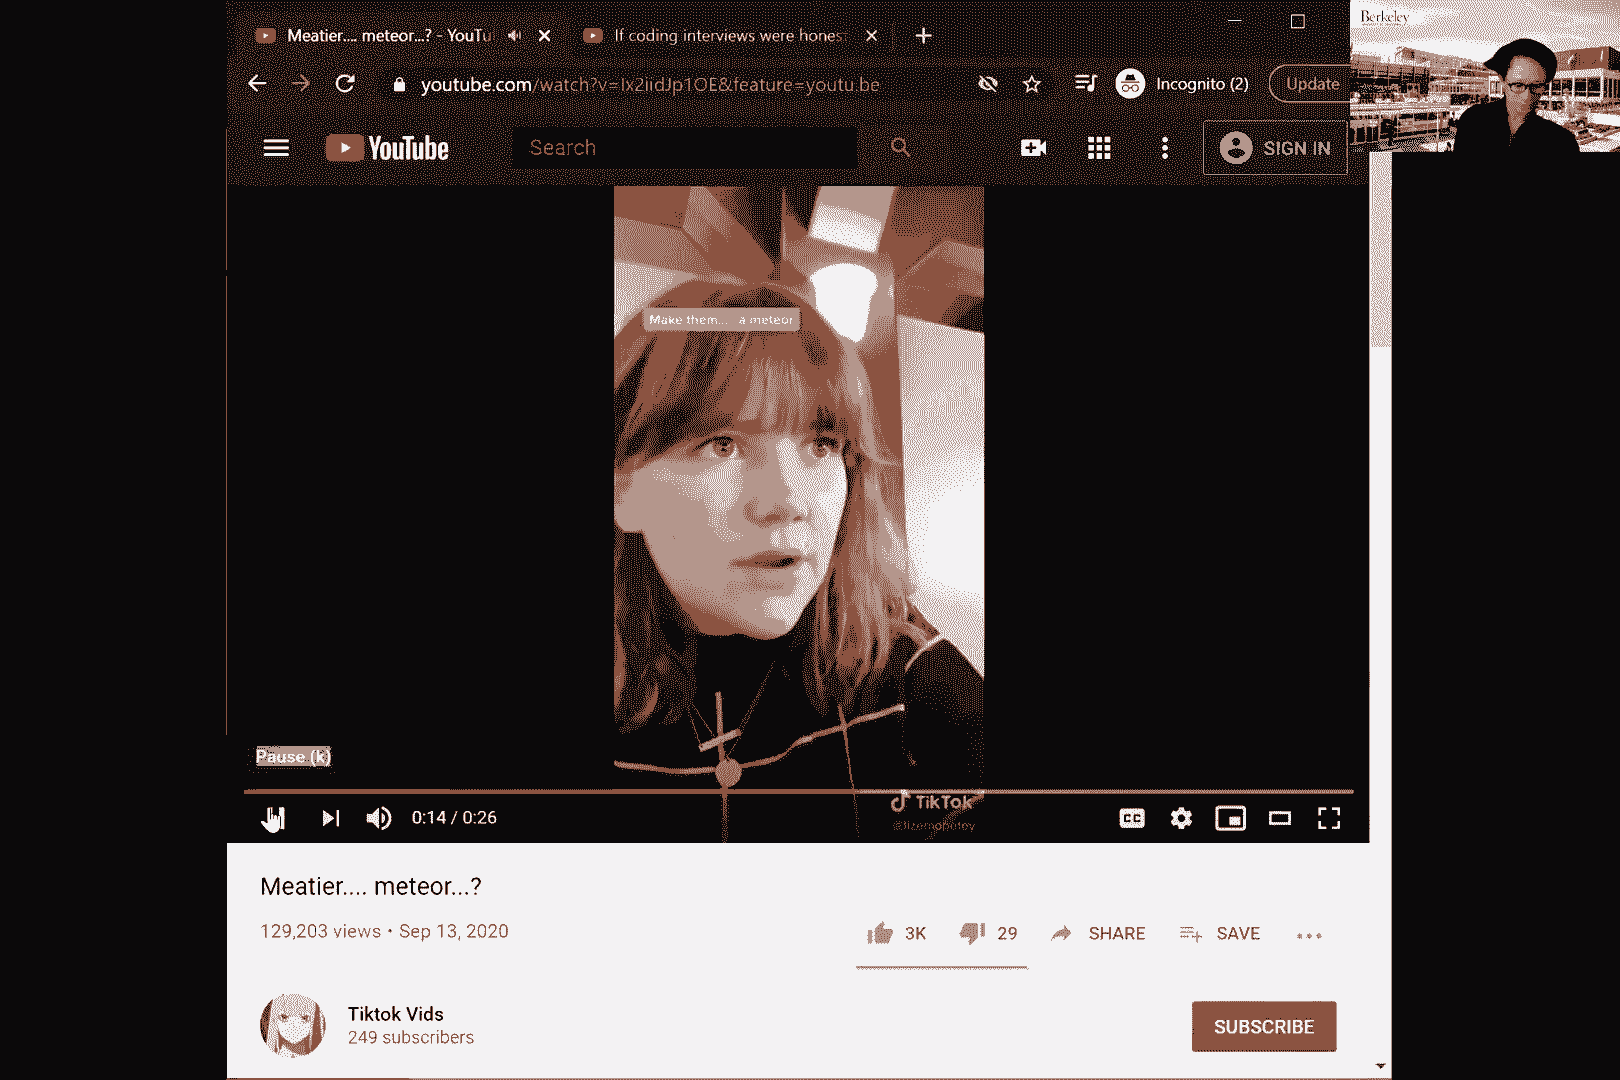 Meatier.... meteor...? - YouTu
If coding interviews were hones
youtube.com/watch?v=Ix2iidJp1OE&feature=youtu.be
Incognito (2)
Update
Berkeley
YouTube
Search
SIGN IN
Make them... a meteor
Pause (k)
0:14 / 0:26
CC
TikTok
Meatier.... meteor...?
129,203 views • Sep 13, 2020
3K
29
SHARE
SAVE
Tiktok Vids
249 subscribers
SUBSCRIBE